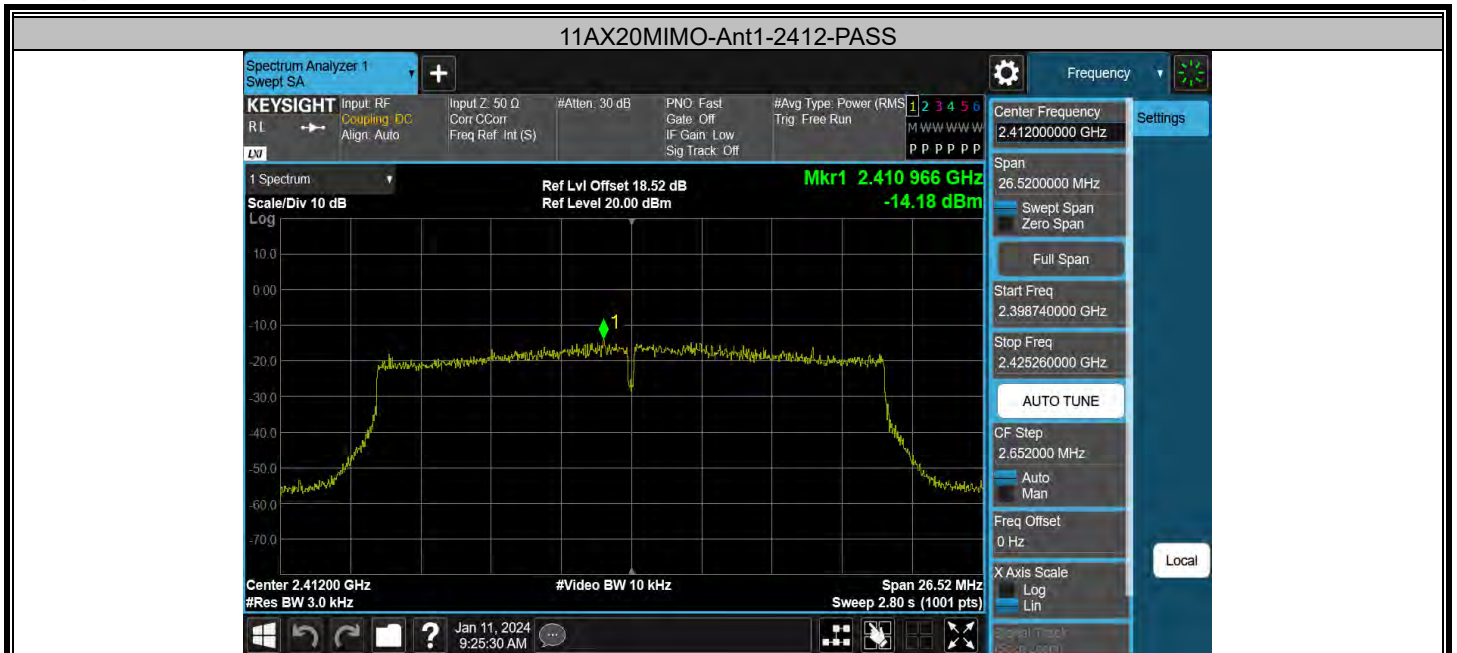 11AX20MIMO-Ant1-2412-PASS
Spectrum Analyzer 1
Swept SA
Frequency
KEYSIGHT
RL
LXI
Input: RF
Coupling: DC
Align: Auto
Input Z: 50 Ω
Corr CCorr
Freq Ref: Int (S)
#Atten: 30 dB
PNO: Fast
Gate: Off
IF Gain: Low
Sig Track: Off
#Avg Type: Power (RMS
Trig: Free Run
1 2 3 4 5 6
M W W W W W
P P P P P P
1 Spectrum
Scale/Div 10 dB
Log
Ref Lvl Offset 18.52 dB
Ref Level 20.00 dBm
Mkr1 2.410 966 GHz
-14.18 dBm
10.0
0.00
-10.0
-20.0
-30.0
-40.0
-50.0
-60.0
-70.0
1
Center 2.41200 GHz
#Res BW 3.0 kHz
#Video BW 10 kHz
Span 26.52 MHz
Sweep 2.80 s (1001 pts)
Jan 11, 2024
9:25:30 AM
Center Frequency
2.412000000 GHz
Span
26.5200000 MHz
Swept Span
Zero Span
Full Span
Start Freq
2.398740000 GHz
Stop Freq
2.425260000 GHz
AUTO TUNE
CF Step
2.652000 MHz
Auto
Man
Freq Offset
0 Hz
X Axis Scale
Log
Lin
Signal Track
(Span Zoom)
Settings
Local